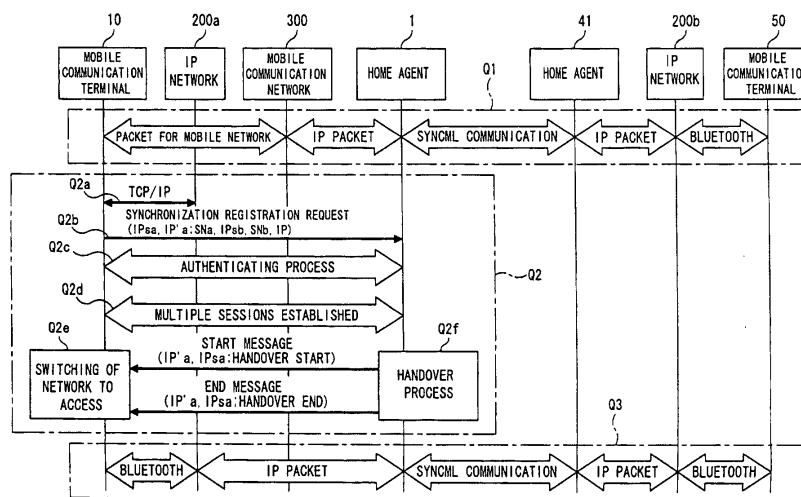 10
200a
300
1
41
200b
50
MOBILE
COMMUNICATION
TERMINAL
IP
NETWORK
MOBILE
COMMUNICATION
NETWORK
HOME AGENT
HOME AGENT
IP
NETWORK
MOBILE
COMMUNICATION
TERMINAL
Q1
PACKET FOR MOBILE NETWORK
IP PACKET
SYNCML COMMUNICATION
IP PACKET
BLUETOOTH
Q2a
TCP/IP
Q2b
SYNCHRONIZATION REGISTRATION REQUEST
(IPsa, IP'a:SNa, IPsb, SNb, IP)
Q2c
AUTHENTICATING PROCESS
Q2
Q2d
MULTIPLE SESSIONS ESTABLISHED
Q2e
START MESSAGE
(IP'a, IPsa:HANDOVER START)
Q2f
SWITCHING OF
NETWORK TO
ACCESS
HANDOVER
PROCESS
END MESSAGE
(IP'a, IPsa:HANDOVER END)
Q3
BLUETOOTH
IP PACKET
SYNCML COMMUNICATION
IP PACKET
BLUETOOTH